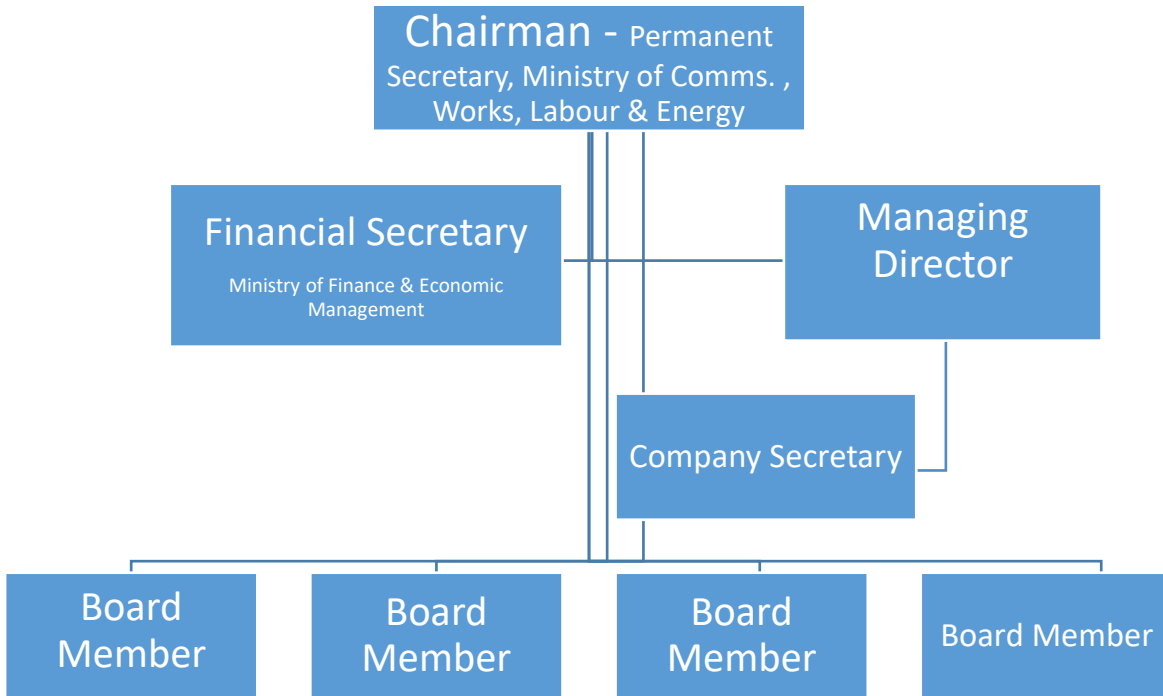 Chairman - Permanent
Secretary, Ministry of Comms. ,
Works, Labour & Energy
Financial Secretary
Ministry of Finance & Economic
Management
Managing
Director
Company Secretary
Board
Member
Board
Member
Board
Member
Board Member